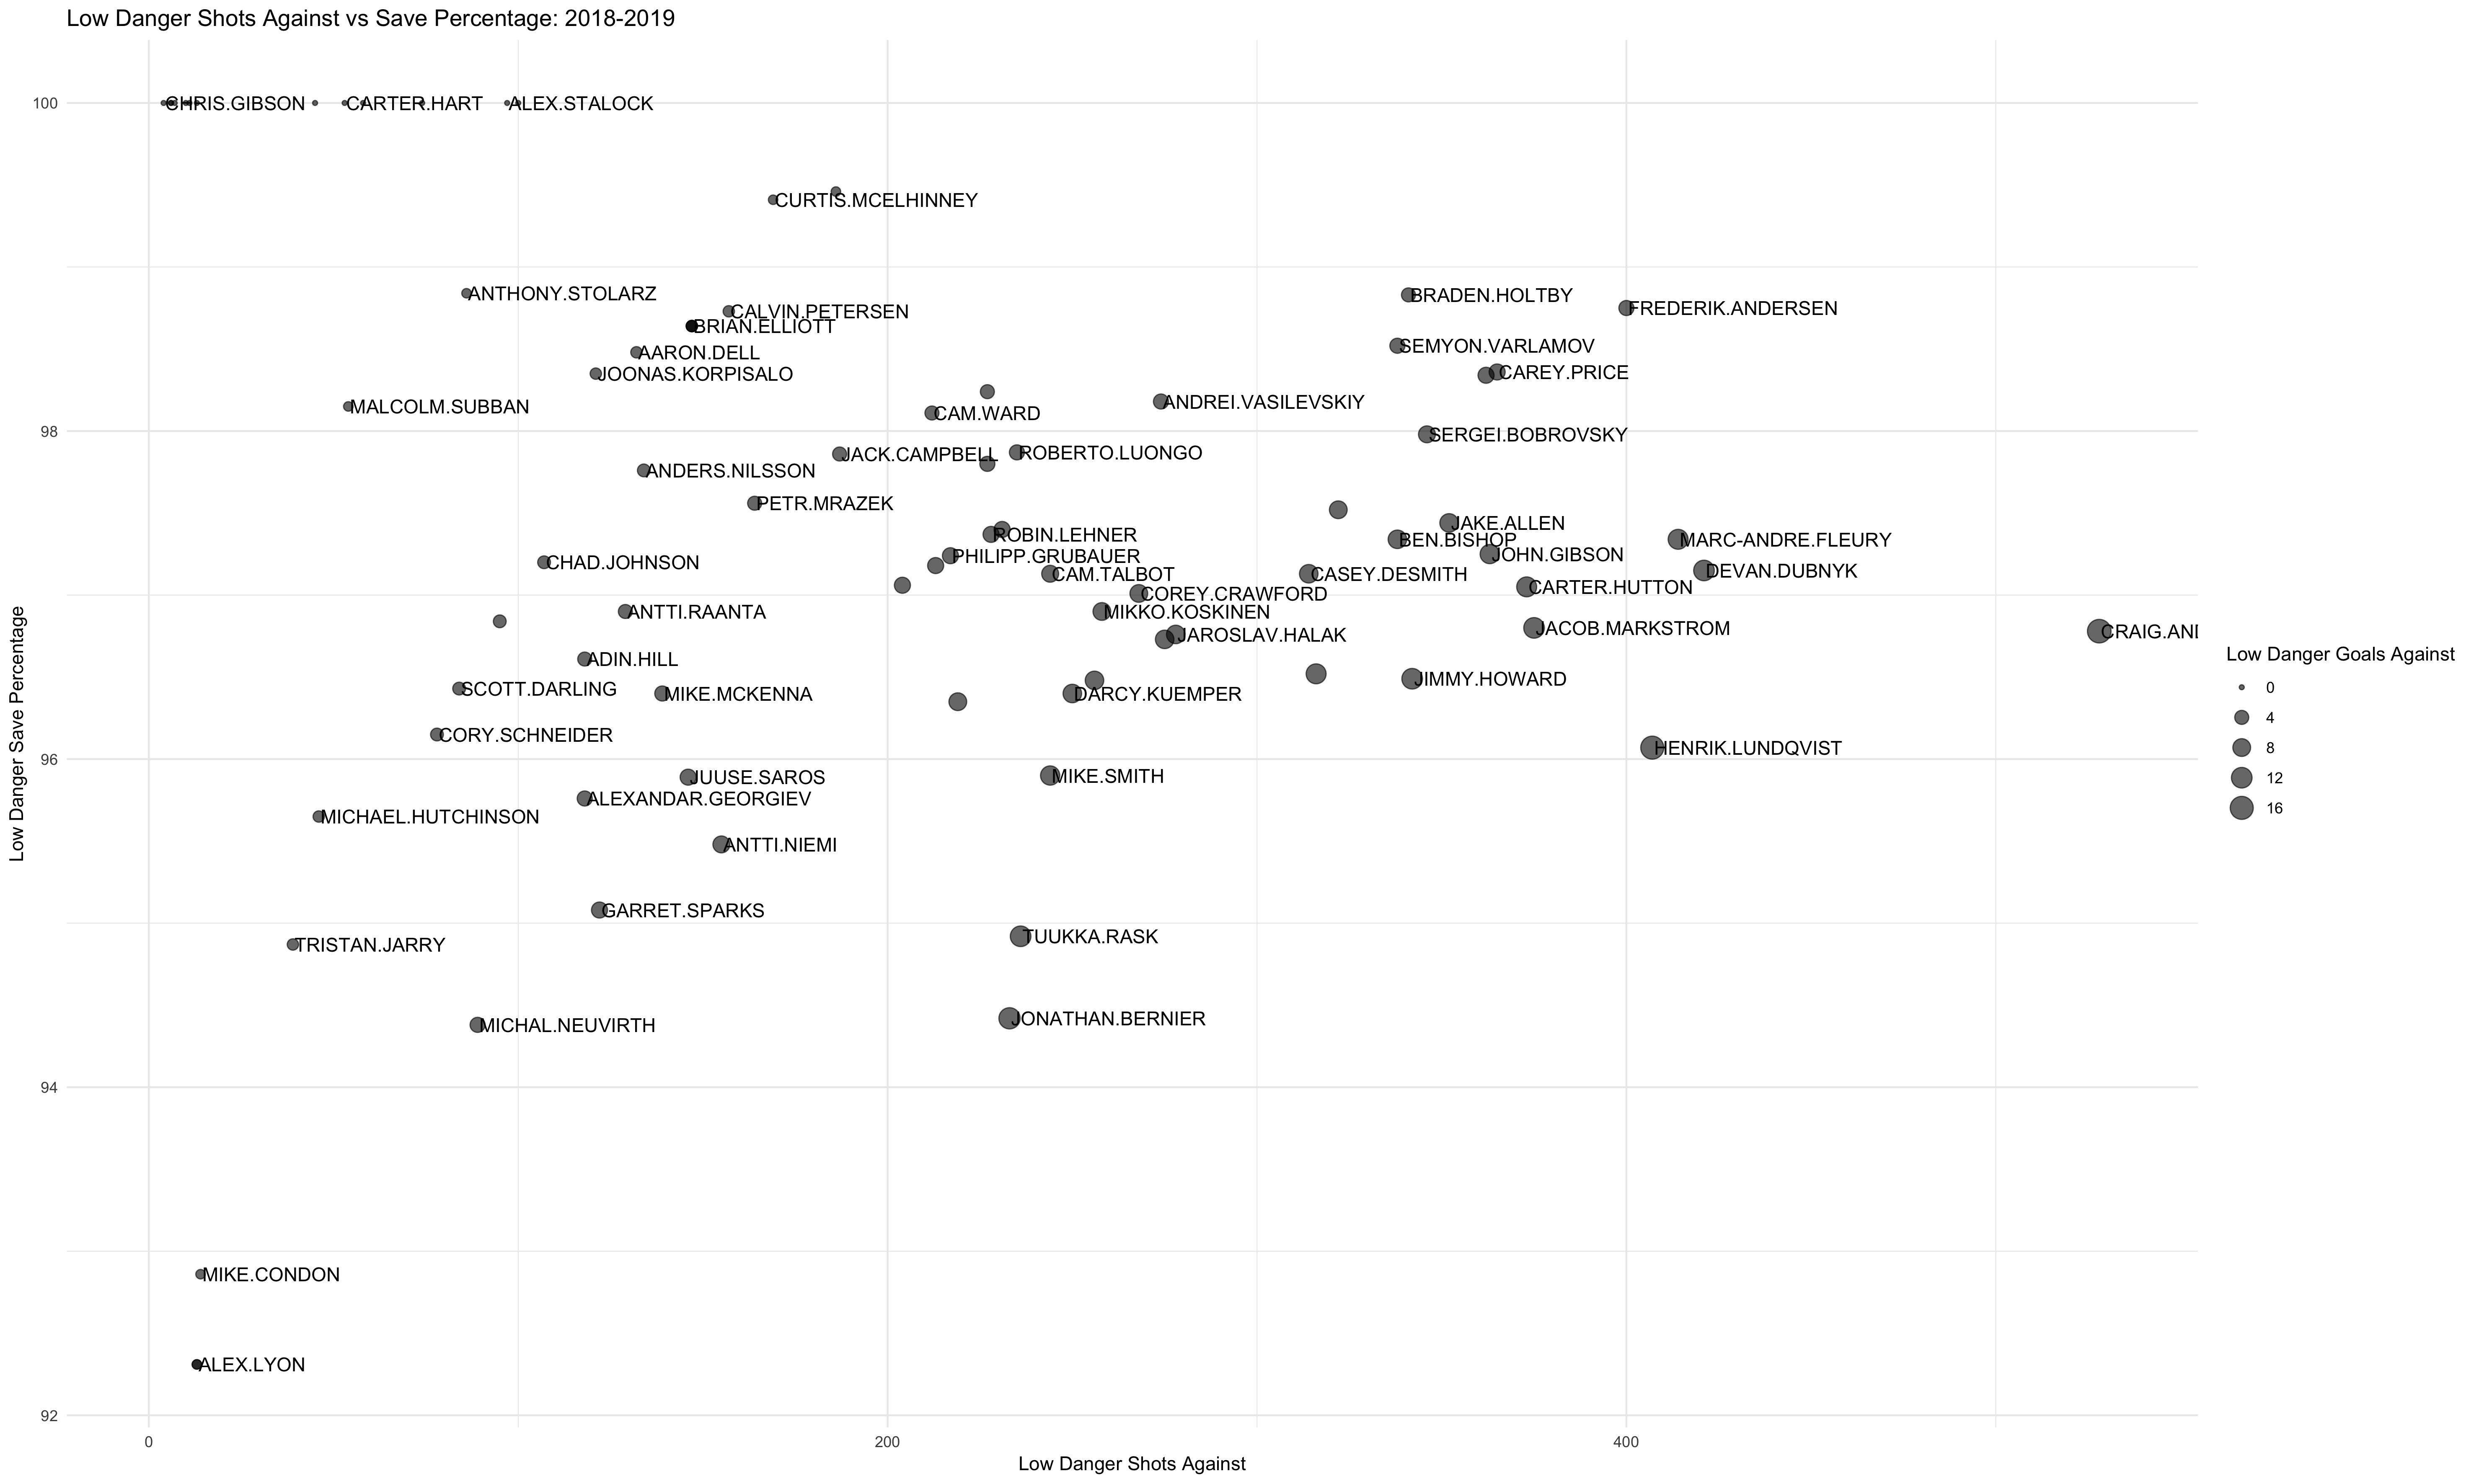 Low Danger Shots Against vs Save Percentage: 2018-2019
100
CHRIS.GIBSON
CARTER.HART
ALEX.STALOCK
CURTIS.MCELHINNEY
ANTHONY.STOLARZ
BRADEN.HOLTBY
CALVIN.PETERSEN
FREDERIK.ANDERSEN
BRIAN.ELLIOTT
SEMYON.VARLAMOV
AARON.DELL
JOONAS.KORPISALO
CAREY.PRICE
MALCOLM.SUBBAN
ANDREI.VASILEVSKIY
CAM.WARD
98
SERGEI.BOBROVSKY
JACK.CAMPBELL
ROBERTO.LUONGO
ANDERS.NILSSON
PETR.MRAZEK
JAKE.ALLEN
ROBIN.LEHNER
BEN.BISHOP
MARC-ANDRE.FLEURY
PHILIPP.GRUBAUER
JOHN.GIBSON
CHAD.JOHNSON
CAM.TALBOT
CASEY.DESMITH
DEVAN.DUBNYK
COREY.CRAWFORD
CARTER.HUTTON
ANTTI.RAANTA
MIKKO.KOSKINEN
JAROSLAV.HALAK
JACOB.MARKSTROM
CRAIG.AND
ADIN.HILL
SCOTT.DARLING
MIKE.MCKENNA
DARCY.KUEMPER
JIMMY.HOWARD
CORY.SCHNEIDER
HENRIK.LUNDQVIST
96
JUUSE.SAROS
MIKE.SMITH
ALEXANDAR.GEORGIEV
MICHAEL.HUTCHINSON
ANTTI.NIEMI
GARRET.SPARKS
TRISTAN.JARRY
TUUKKA.RASK
MICHAL.NEUVIRTH
JONATHAN.BERNIER
94
MIKE.CONDON
ALEX.LYON
92
0
200
400
Low Danger Shots Against
Low Danger Save Percentage
Low Danger Goals Against
0
4
8
12
16